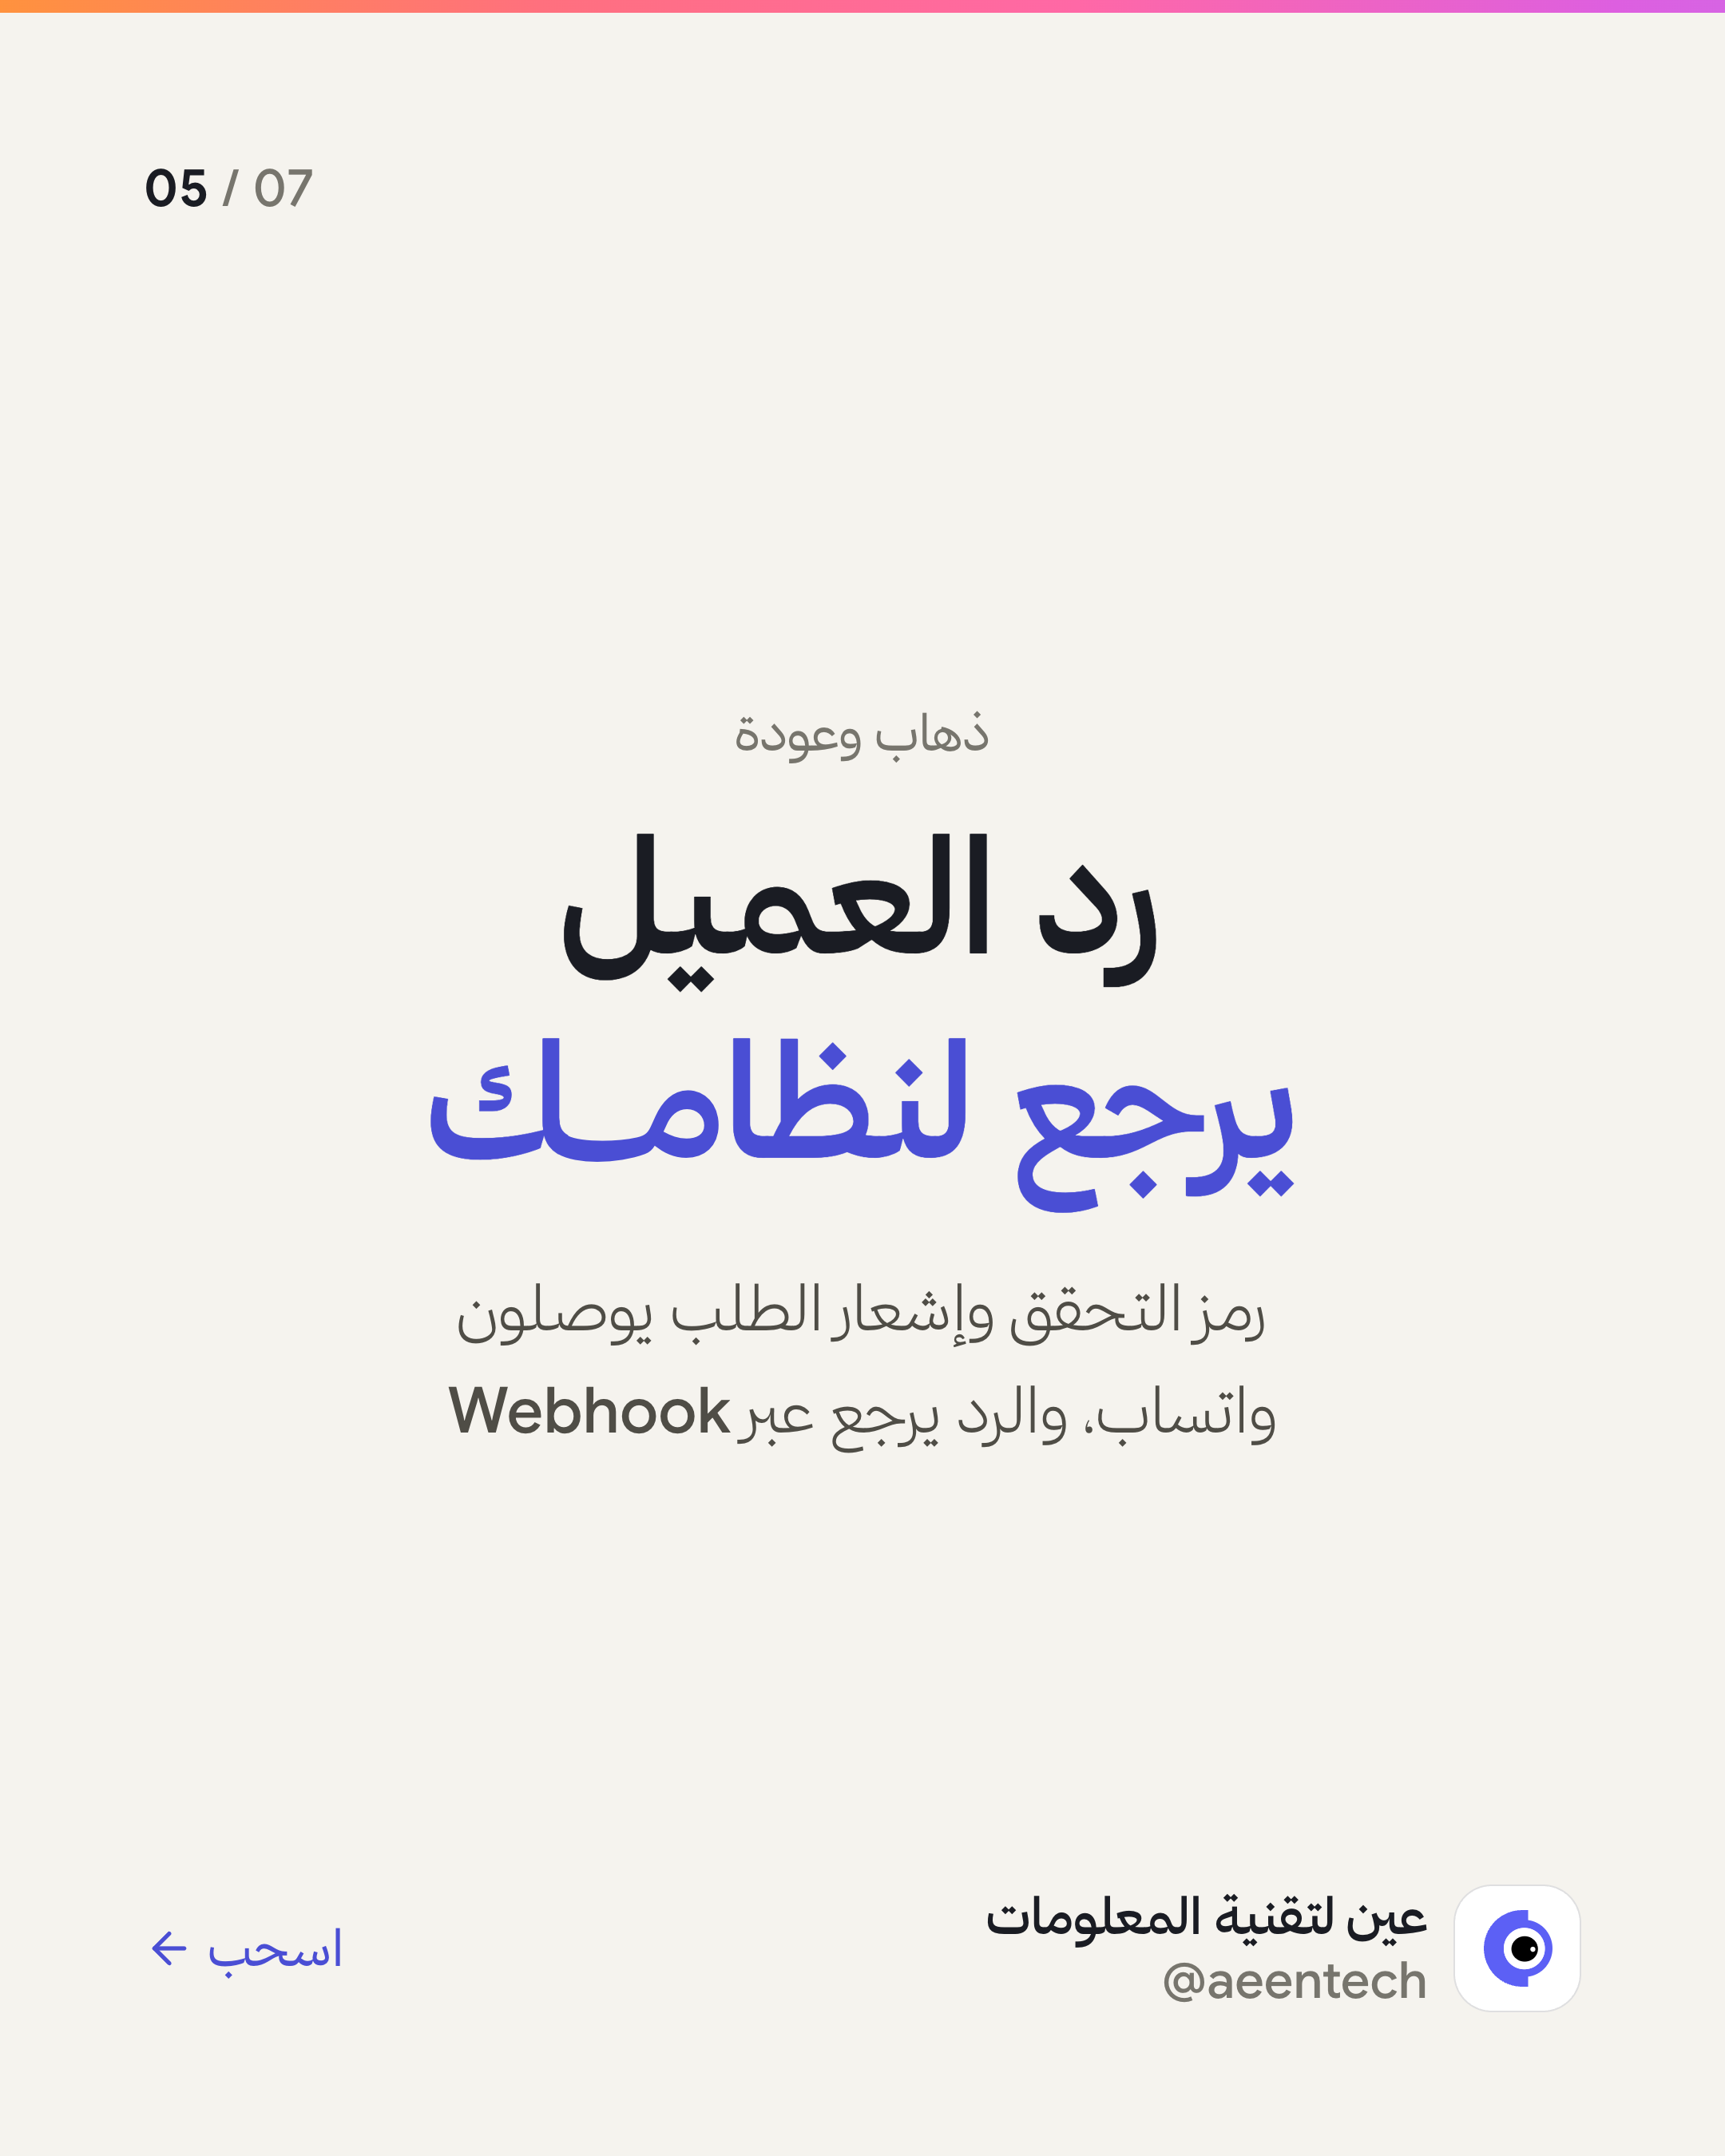 05 / 07
ذهاب وعودة
رد العميل
يرجع لنظامك
رمز التحقق وإشعار الطلب يوصلون
واتساب، والرد يرجع عبر Webhook
عين لتقنية المعلومات
@aeentech
اسحب ←